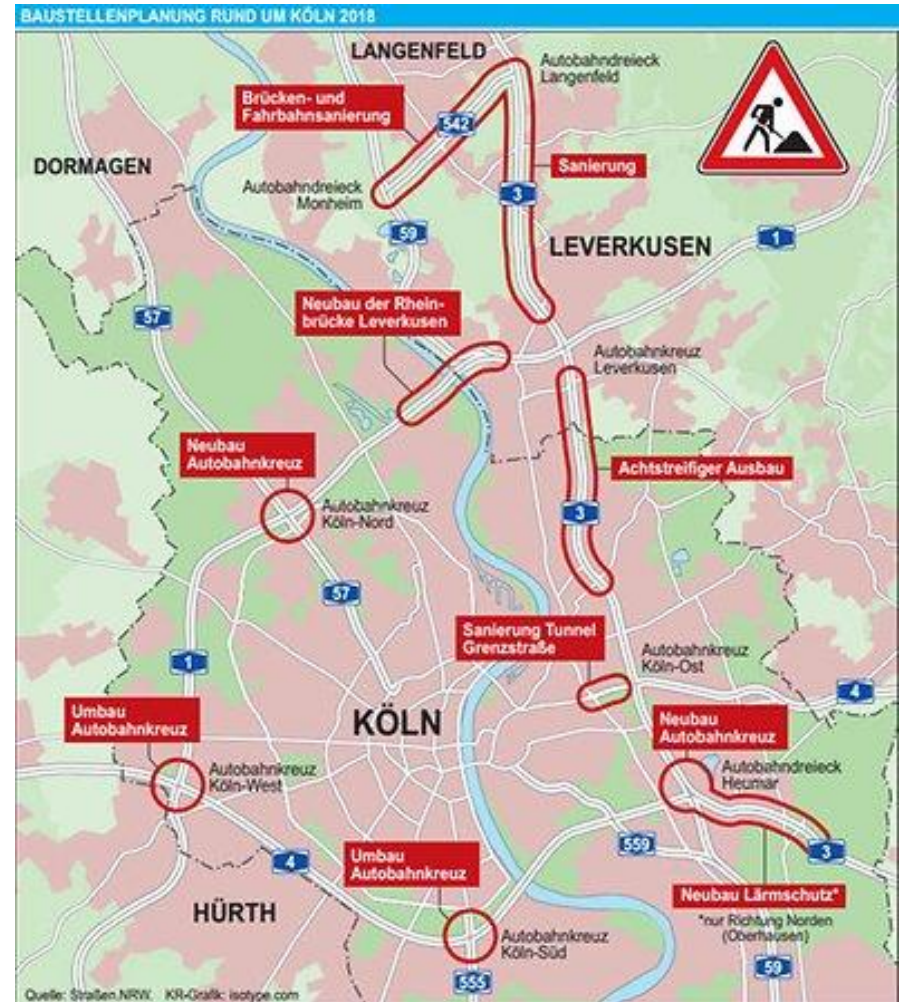 BAUSTELLENPLANUNG RUND UM KÖLN 2018
LANGENFELD
Autobahndreieck
Langenfeld
Brücken- und
Fahrbahnsanierung
542
DORMAGEN
Sanierung
Autobahndreieck
Monheim
3
59
LEVERKUSEN
1
57
Neubau der Rhein-
brücke Leverkusen
Autobahnkreuz
Leverkusen
Neubau
Autobahnkreuz
Achtstreifiger Ausbau
Autobahnkreuz
Köln-Nord
3
57
Sanierung Tunnel
Grenzstraße
Autobahnkreuz
Köln-Ost
1
4
Umbau
Autobahnkreuz
KÖLN
Neubau
Autobahnkreuz
Autobahnkreuz
Köln-West
Autobahndreieck
Heumar
559
3
4
Umbau
Autobahnkreuz
Neubau Lärmschutz*
*nur Richtung Norden
(Oberhausen)
HÜRTH
Autobahnkreuz
Köln-Süd
59
555
Quelle: Straßen.NRW. KR-Grafik: isotype.com